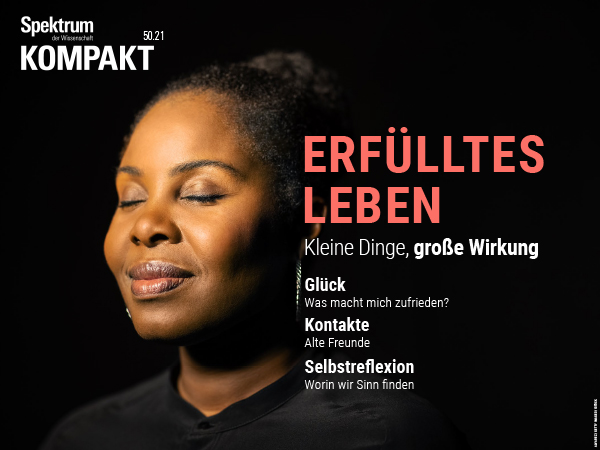 Spektrum
der Wissenschaft
50.21
KOMPAKT
ERFÜLLTES
LEBEN
Kleine Dinge, große Wirkung
Glück
Was macht mich zufrieden?
Kontakte
Alte Freunde
Selbstreflexion
Worin wir Sinn finden